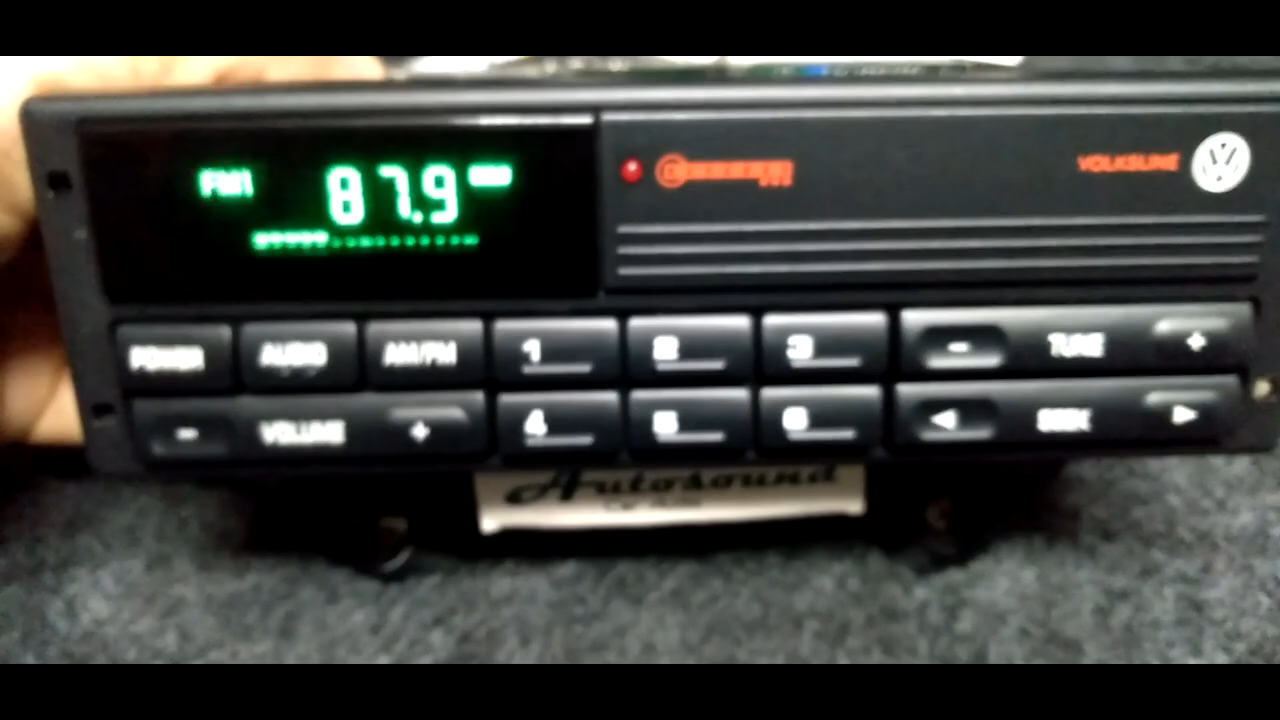 FM1 87.9
VOLKSLINE
POWER AUDIO AM/FM 1 2 3 - TUNE +
- VOLUME + 4 5 6 SEEK
Autosound